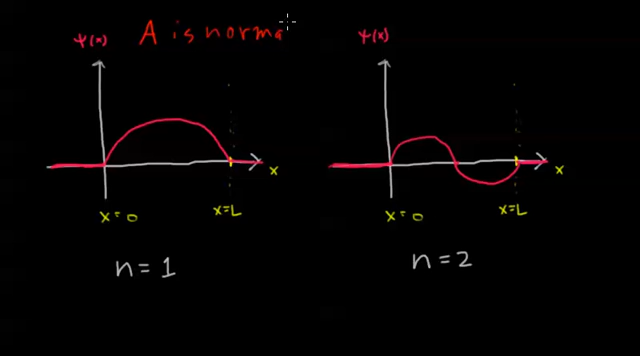 A is norma
ψ(x)
x
x=0
x=L
n=1
ψ(x)
x
x=0
x=L
n=2